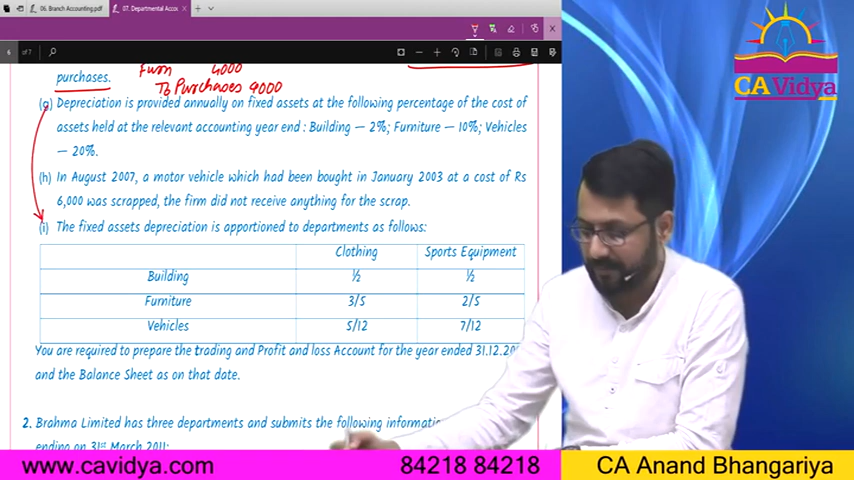 06. Branch Accounting.pdf
07. Departmental Accou
6 of 7
Furn 4000
purchases.
To Purchases 9000
(g) Depreciation is provided annually on fixed assets at the following percentage of the cost of
assets held at the relevant accounting year end : Building – 2%; Furniture – 10%; Vehicles
– 20%.
(h) In August 2007, a motor vehicle which had been bought in January 2003 at a cost of Rs
6,000 was scrapped, the firm did not receive anything for the scrap.
(i) The fixed assets depreciation is apportioned to departments as follows:
Clothing Sports Equipment
Building ½ ½
Furniture 3/5 2/5
Vehicles 5/12 7/12
You are required to prepare the trading and Profit and loss Account for the year ended 31.12.20
and the Balance Sheet as on that date.
2. Brahma Limited has three departments and submits the following informati
ending on 31st March 2011:
CA Vidya
www.cavidya.com
84218 84218
CA Anand Bhangariya